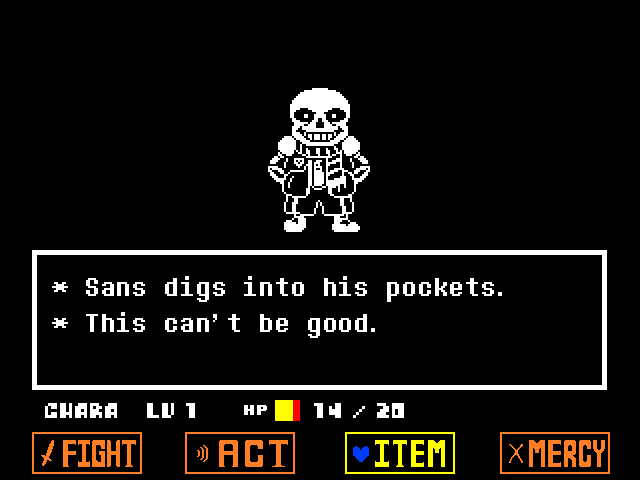 * Sans digs into his pockets.
* This can't be good.
CHARA LV 1 HP 14 / 20
FIGHT ACT ITEM MERCY